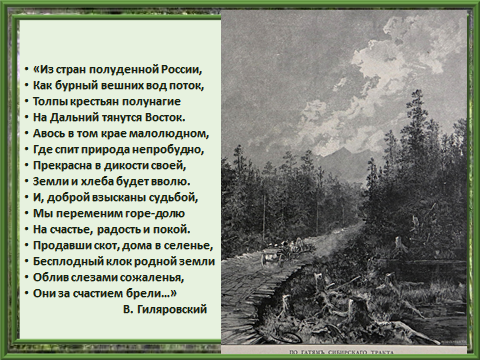 • «Из стран полуденной России,
• Как бурный вешних вод поток,
• Толпы крестьян полунагие
• На Дальний тянутся Восток.
• Авось в том крае малолюдном,
• Где спит природа непробудно,
• Прекрасна в дикости своей,
• Земли и хлеба будет вволю.
• И, доброй взысканы судьбой,
• Мы переменим горе-долю
• На счастье, радость и покой.
• Продавши скот, дома в селенье,
• Бесплодный клок родной земли
• Облив слезами сожаленья,
• Они за счастием брели…»
В. Гиляровский
ПО ГАТЯМЪ СИБИРСКАГО ТРАКТА